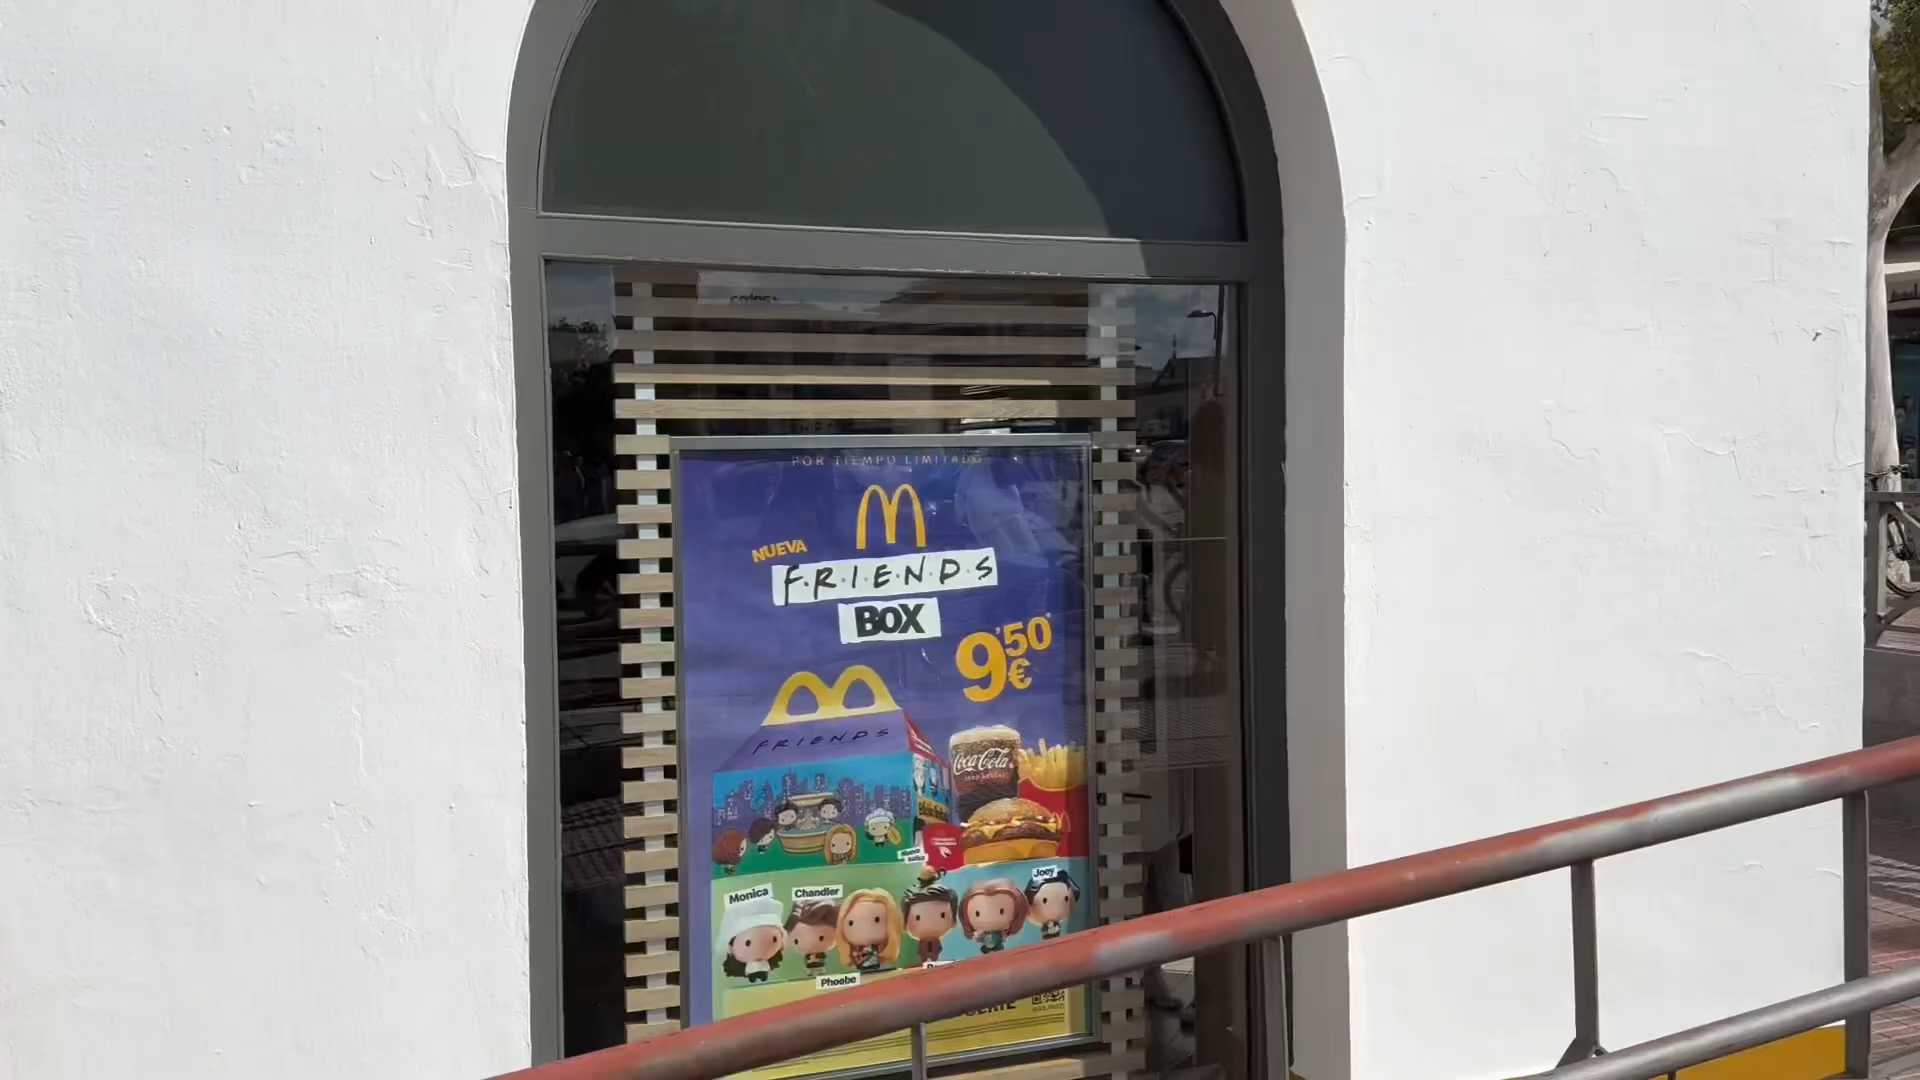 POR TIEMPO LIMITADO
NUEVA
F·R·I·E·N·D·S
BOX
9'50*
€
FRIENDS
Coca-Cola
Monica
Chandler
Joey
Phoebe